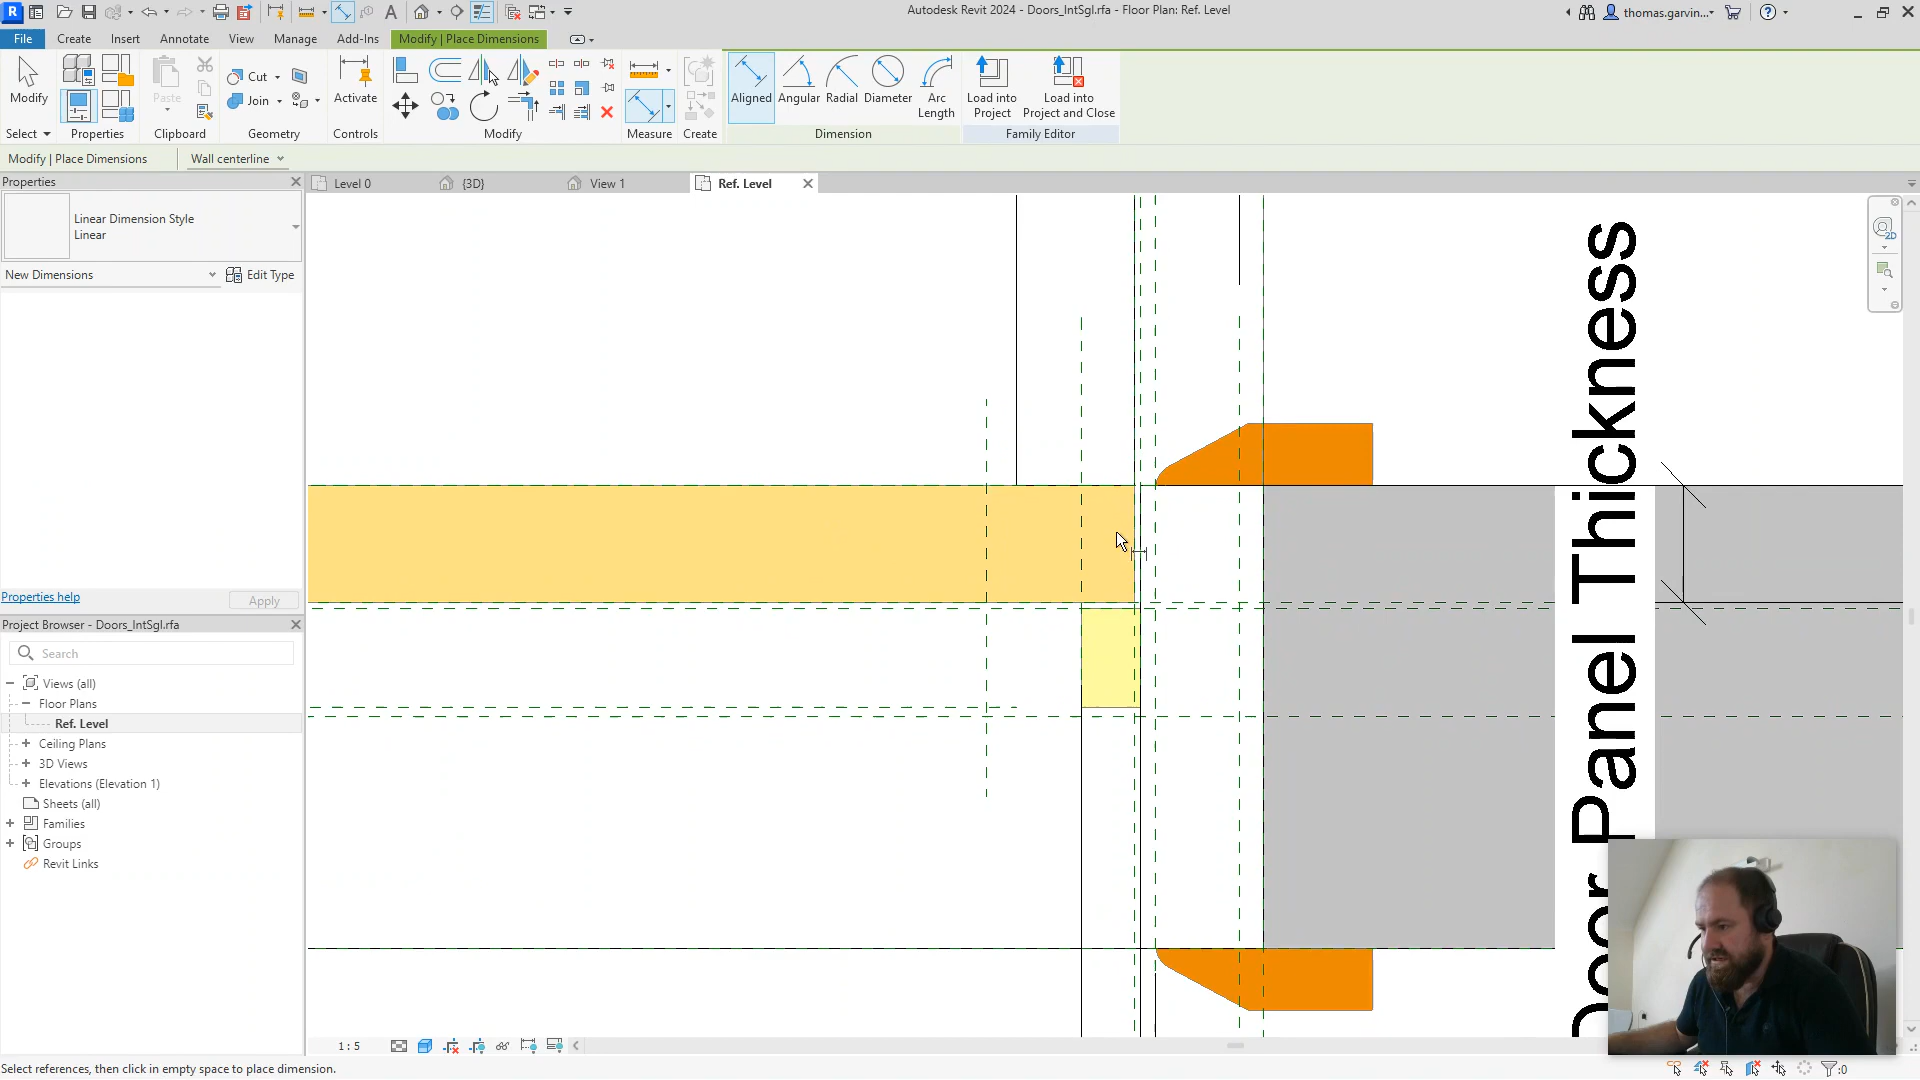 Autodesk Revit 2024 - Doors_IntSgl.rfa - Floor Plan: Ref. Level
thomas.garvin...
File Create Insert Annotate View Manage Add-Ins Modify | Place Dimensions
Modify
Paste
Cut
Join
Activate
Aligned Angular Radial Diameter Arc Length
Load into Project
Load into Project and Close
Select Properties Clipboard Geometry Controls Modify Measure Create Dimension Family Editor
Modify | Place Dimensions Wall centerline
Properties
Level 0 {3D} View 1 Ref. Level
Linear Dimension Style
Linear
New Dimensions Edit Type
2D
Properties help Apply
Project Browser - Doors_IntSgl.rfa
Search
Views (all)
Floor Plans
Ref. Level
Ceiling Plans
3D Views
Elevations (Elevation 1)
Sheets (all)
Families
Groups
Revit Links
Door Panel Thickness
1 : 5
Select references, then click in empty space to place dimension.
:0